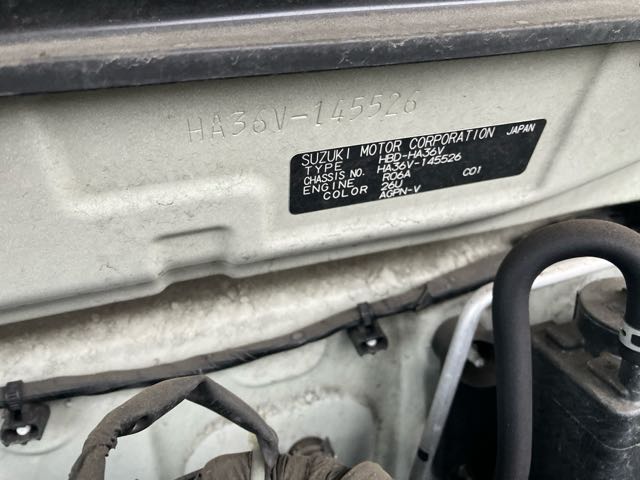 HA36V-145526
SUZUKI MOTOR CORPORATION JAPAN
TYPE HBD-HA36V
CHASSIS NO. HA36V-145526
ENGINE R06A C01
COLOR 26U
AGPN-V